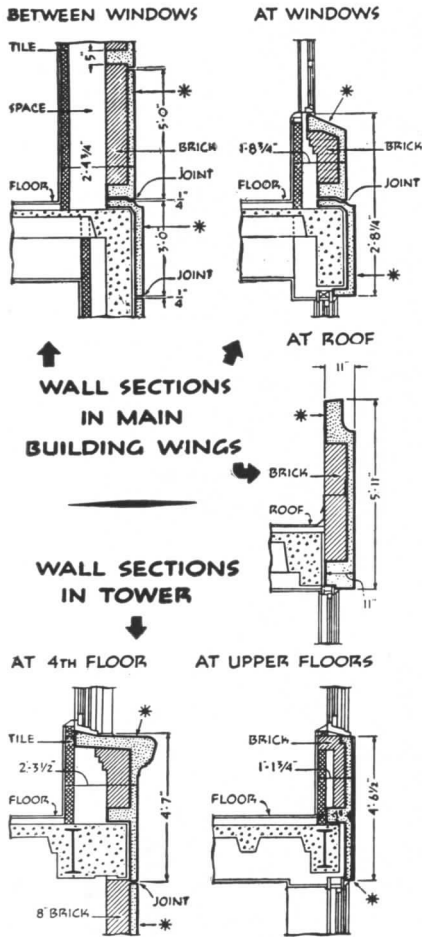 BETWEEN WINDOWS
TILE
5"
SPACE
5'-0"
2'-4 3/4"
BRICK
JOINT
FLOOR
1/4"
3'-0"
JOINT
1/4"
AT WINDOWS
1'-8 3/4"
BRICK
FLOOR
JOINT
2'-8 1/4"
AT ROOF
11"
WALL SECTIONS
IN MAIN
BUILDING WINGS
BRICK
5'-11"
ROOF
11"
WALL SECTIONS
IN TOWER
AT 4TH FLOOR
TILE
2'-3 1/2"
FLOOR
4'-7"
JOINT
8" BRICK
AT UPPER FLOORS
BRICK
1'-1 3/4"
FLOOR
4'-6 1/2"